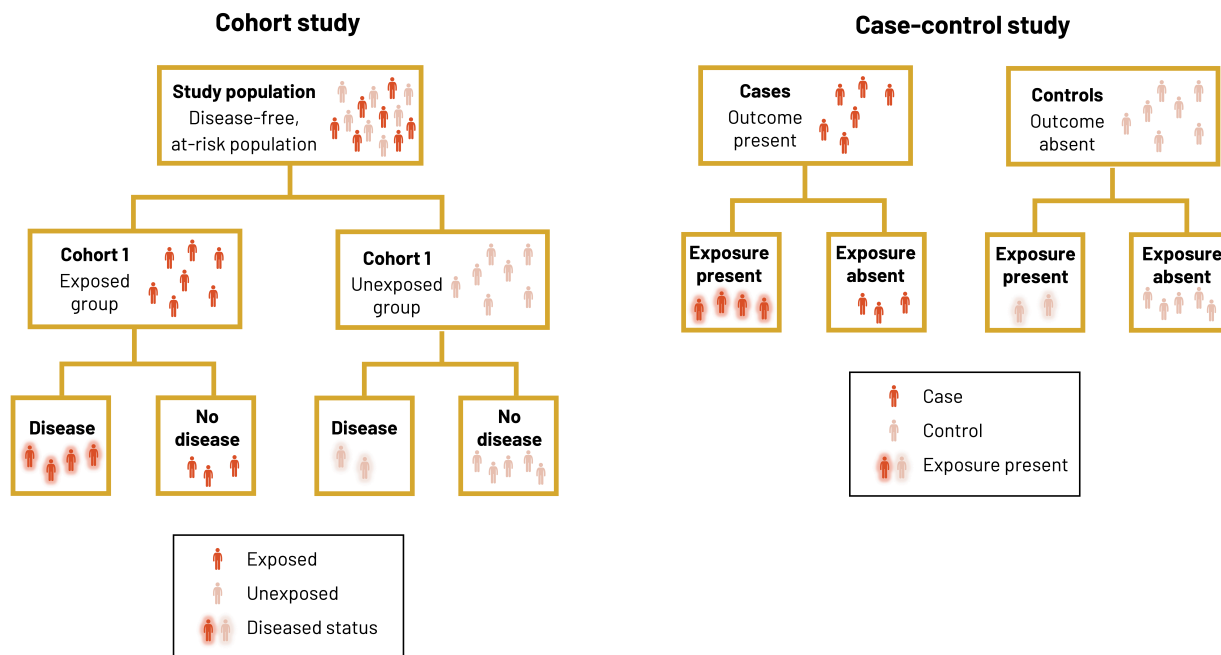 Cohort study
Study population
Disease-free,
at-risk population
Cohort 1
Exposed
group
Cohort 1
Unexposed
group
Disease
No
disease
Disease
No
disease
Exposed
Unexposed
Diseased status
Case-control study
Cases
Outcome
present
Controls
Outcome
absent
Exposure
present
Exposure
absent
Exposure
present
Exposure
absent
Case
Control
Exposure present